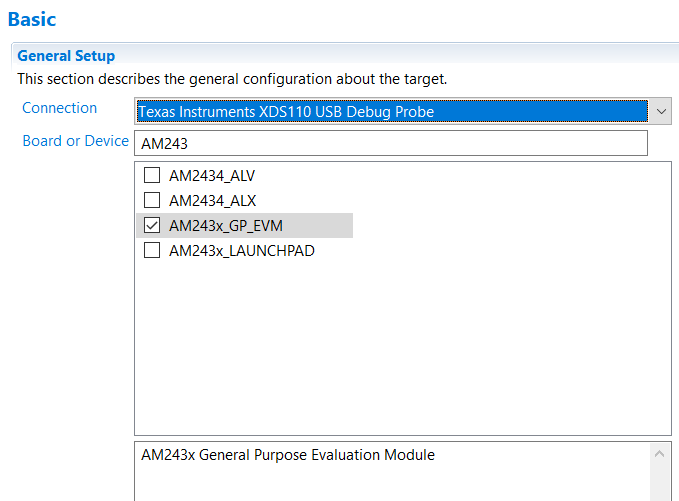 Basic
General Setup
This section describes the general configuration about the target.
Connection
Texas Instruments XDS110 USB Debug Probe
Board or Device
AM243
AM2434_ALV
AM2434_ALX
AM243x_GP_EVM
AM243x_LAUNCHPAD
AM243x General Purpose Evaluation Module